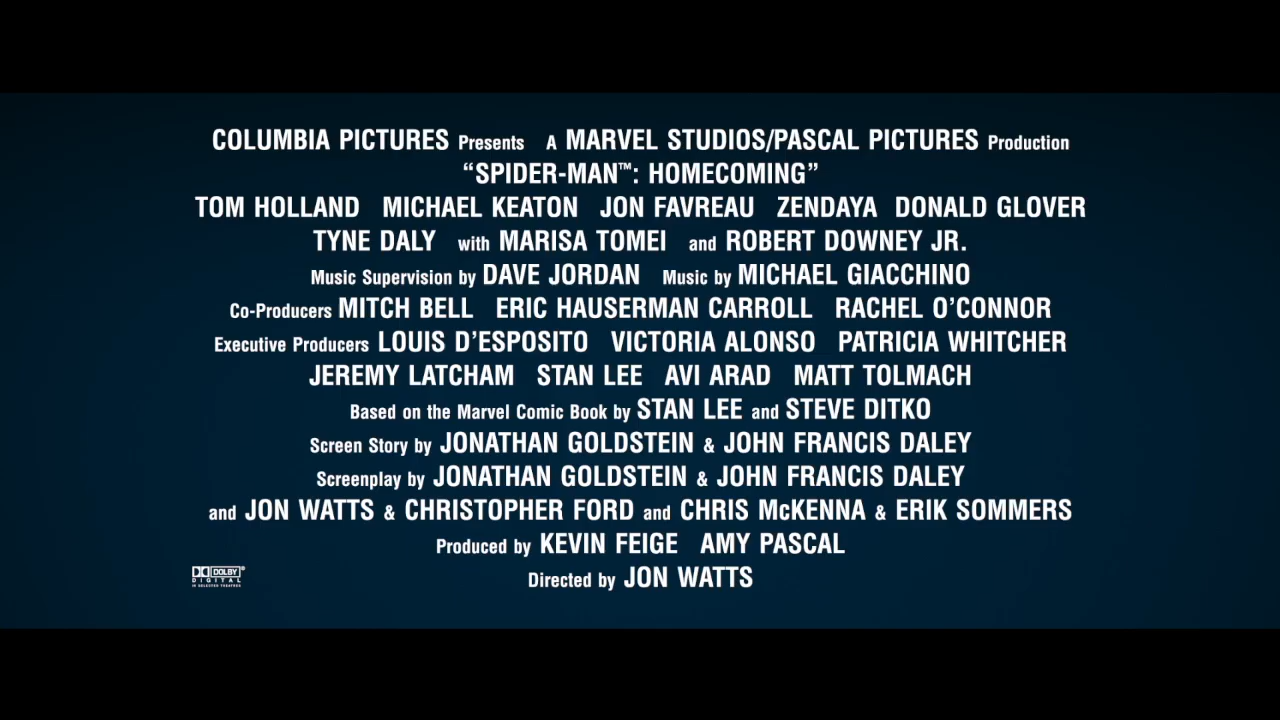 COLUMBIA PICTURES Presents A MARVEL STUDIOS/PASCAL PICTURES Production
“SPIDER-MAN™: HOMECOMING”
TOM HOLLAND MICHAEL KEATON JON FAVREAU ZENDAYA DONALD GLOVER
TYNE DALY with MARISA TOMEI and ROBERT DOWNEY JR.
Music Supervision by DAVE JORDAN Music by MICHAEL GIACCHINO
Co-Producers MITCH BELL ERIC HAUSERMAN CARROLL RACHEL O’CONNOR
Executive Producers LOUIS D’ESPOSITO VICTORIA ALONSO PATRICIA WHITCHER
JEREMY LATCHAM STAN LEE AVI ARAD MATT TOLMACH
Based on the Marvel Comic Book by STAN LEE and STEVE DITKO
Screen Story by JONATHAN GOLDSTEIN & JOHN FRANCIS DALEY
Screenplay by JONATHAN GOLDSTEIN & JOHN FRANCIS DALEY
and JON WATTS & CHRISTOPHER FORD and CHRIS McKENNA & ERIK SOMMERS
Produced by KEVIN FEIGE AMY PASCAL
Directed by JON WATTS
DOLBY®
DIGITAL
IN SELECTED THEATRES